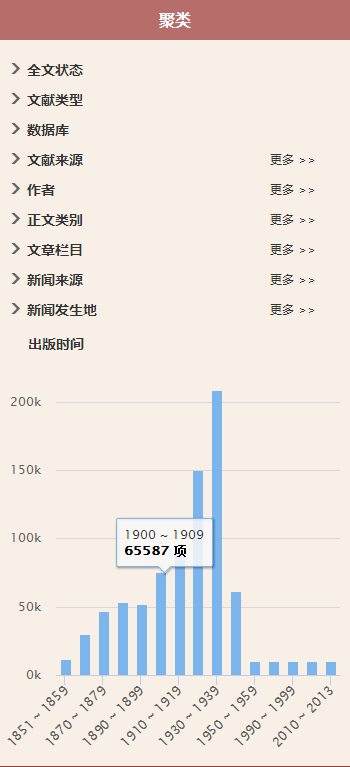 聚类
全文状态
文献类型
数据库
文献来源 更多 >>
作者 更多 >>
正文类别 更多 >>
文章栏目 更多 >>
新闻来源 更多 >>
新闻发生地 更多 >>
出版时间
200k
150k
100k
50k
0k
1900 ~ 1909
65587 项
1851 ~ 1859
1870 ~ 1879
1890 ~ 1899
1910 ~ 1919
1930 ~ 1939
1950 ~ 1959
1990 ~ 1999
2010 ~ 2013